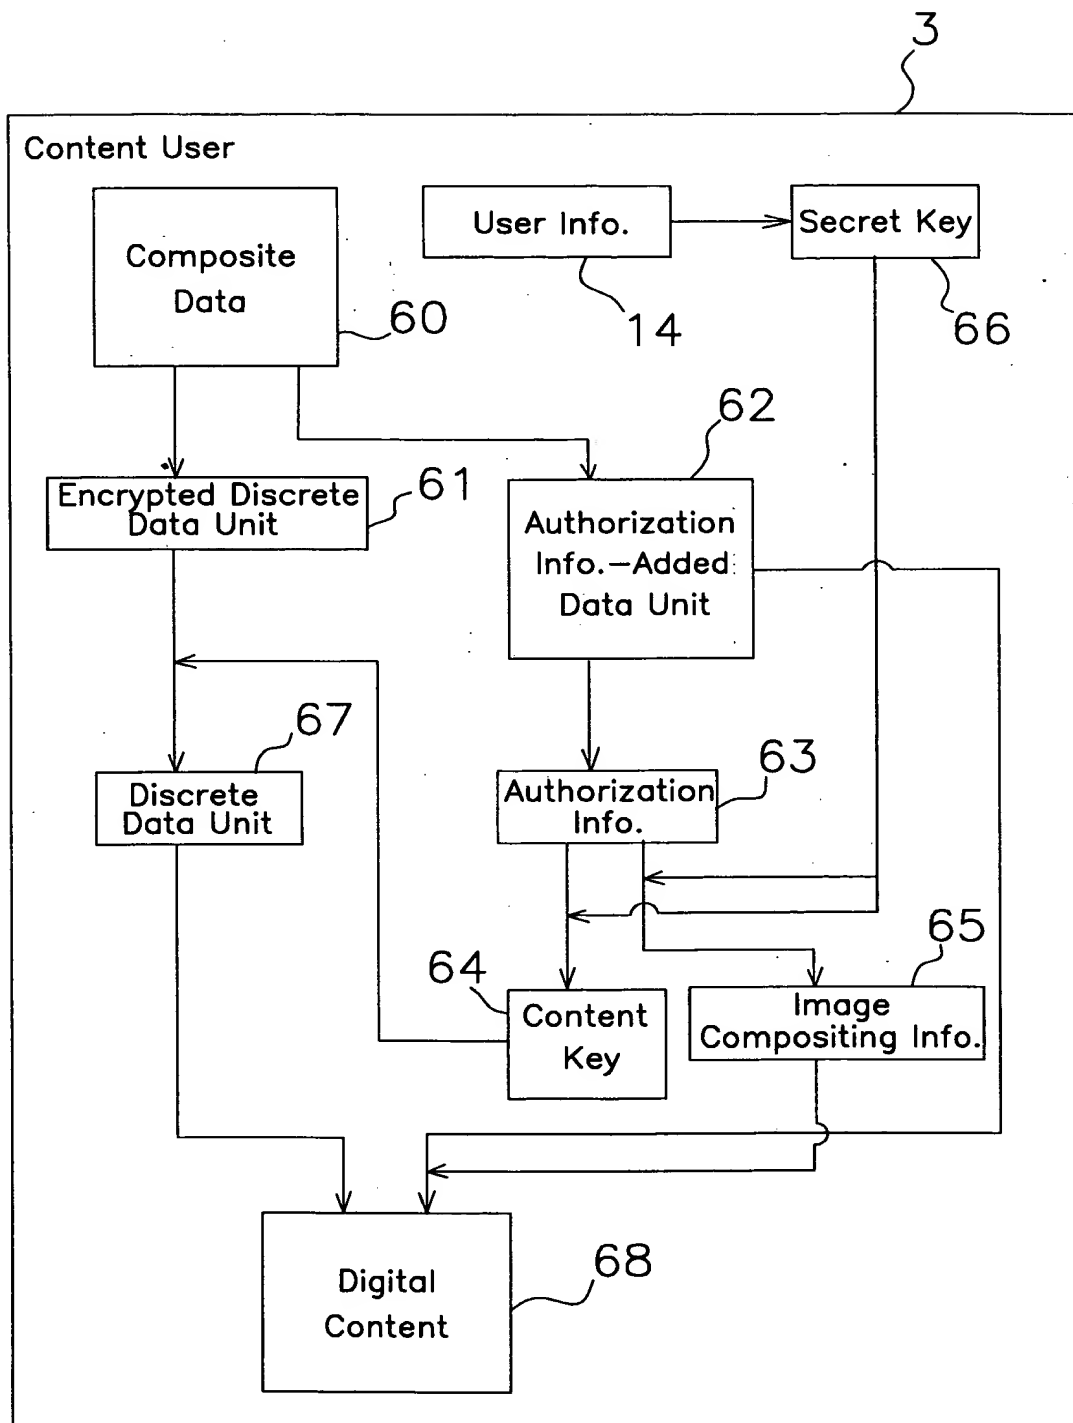 3
Content User
Composite
Data
60
User Info.
14
Secret Key
66
62
Encrypted Discrete
Data Unit
61
Authorization
Info.-Added
Data Unit
67
Discrete
Data Unit
63
Authorization
Info.
64
Content
Key
65
Image
Compositing Info.
Digital
Content
68